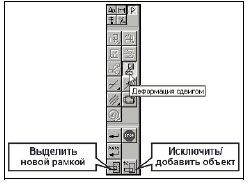 Деформация сдвигом
Выделить
новой рамкой
Исключить/
добавить объект